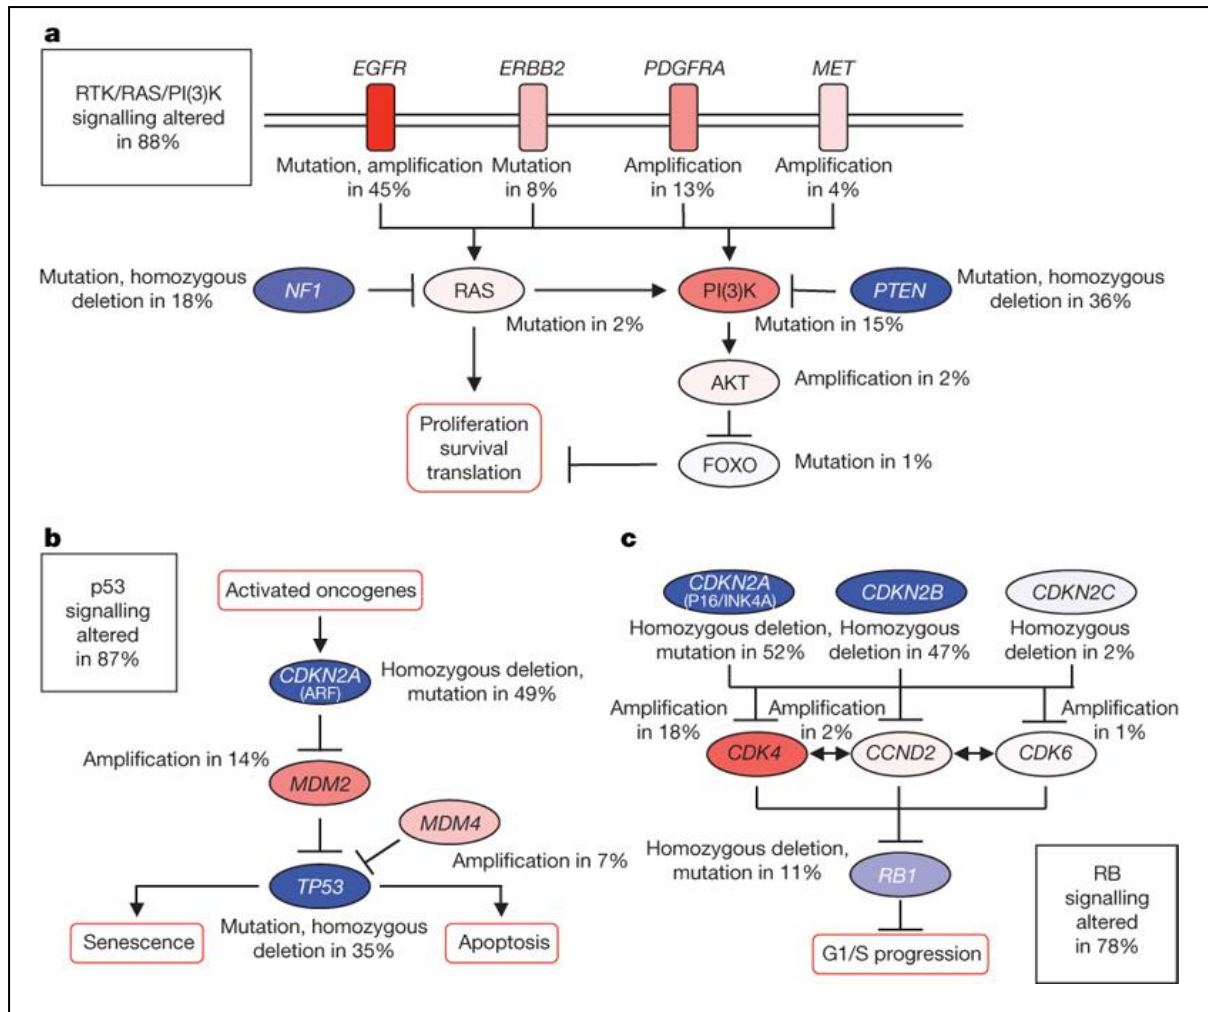 a
RTK/RAS/PI(3)K
signalling altered
in 88%
EGFR
ERBB2
PDGFRA
MET
Mutation, amplification
in 45%
Mutation
in 8%
Amplification
in 13%
Amplification
in 4%
Mutation, homozygous
deletion in 18%
NF1
RAS
Mutation in 2%
PI(3)K
Mutation in 15%
PTEN
Mutation, homozygous
deletion in 36%
AKT
Amplification in 2%
Proliferation
survival
translation
FOXO
Mutation in 1%
b
p53
signalling
altered
in 87%
Activated oncogenes
CDKN2A
(ARF)
Homozygous deletion,
mutation in 49%
Amplification in 14%
MDM2
MDM4
Amplification in 7%
TP53
Mutation, homozygous
deletion in 35%
Senescence
Apoptosis
c
CDKN2A
(P16/INK4A)
CDKN2B
CDKN2C
Homozygous deletion,
mutation in 52%
Homozygous
deletion in 47%
Homozygous
deletion in 2%
Amplification
in 18%
Amplification
in 2%
Amplification
in 1%
CDK4
CCND2
CDK6
Homozygous deletion,
mutation in 11%
RB1
G1/S progression
RB
signalling
altered
in 78%